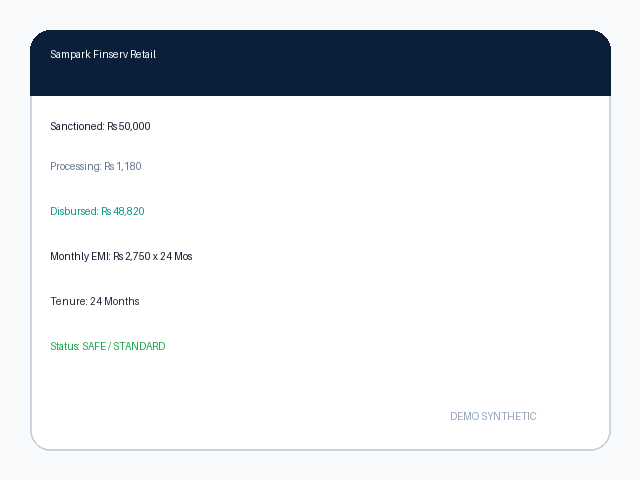 Sampark Finserv Retail
Sanctioned: Rs 50,000
Processing: Rs 1,180
Disbursed: Rs 48,820
Monthly EMI: Rs 2,750 x 24 Mos
Tenure: 24 Months
Status: SAFE / STANDARD
DEMO SYNTHETIC